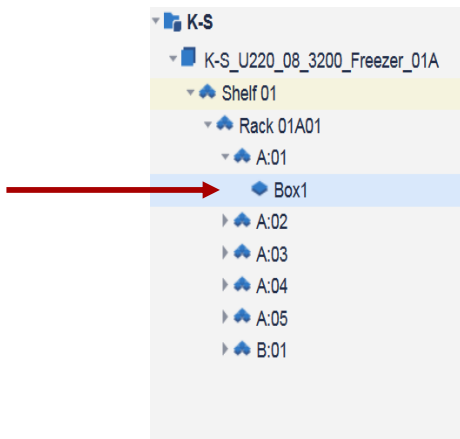 K-S
K-S_U220_08_3200_Freezer_01A
Shelf 01
Rack 01A01
A:01
Box1
A:02
A:03
A:04
A:05
B:01